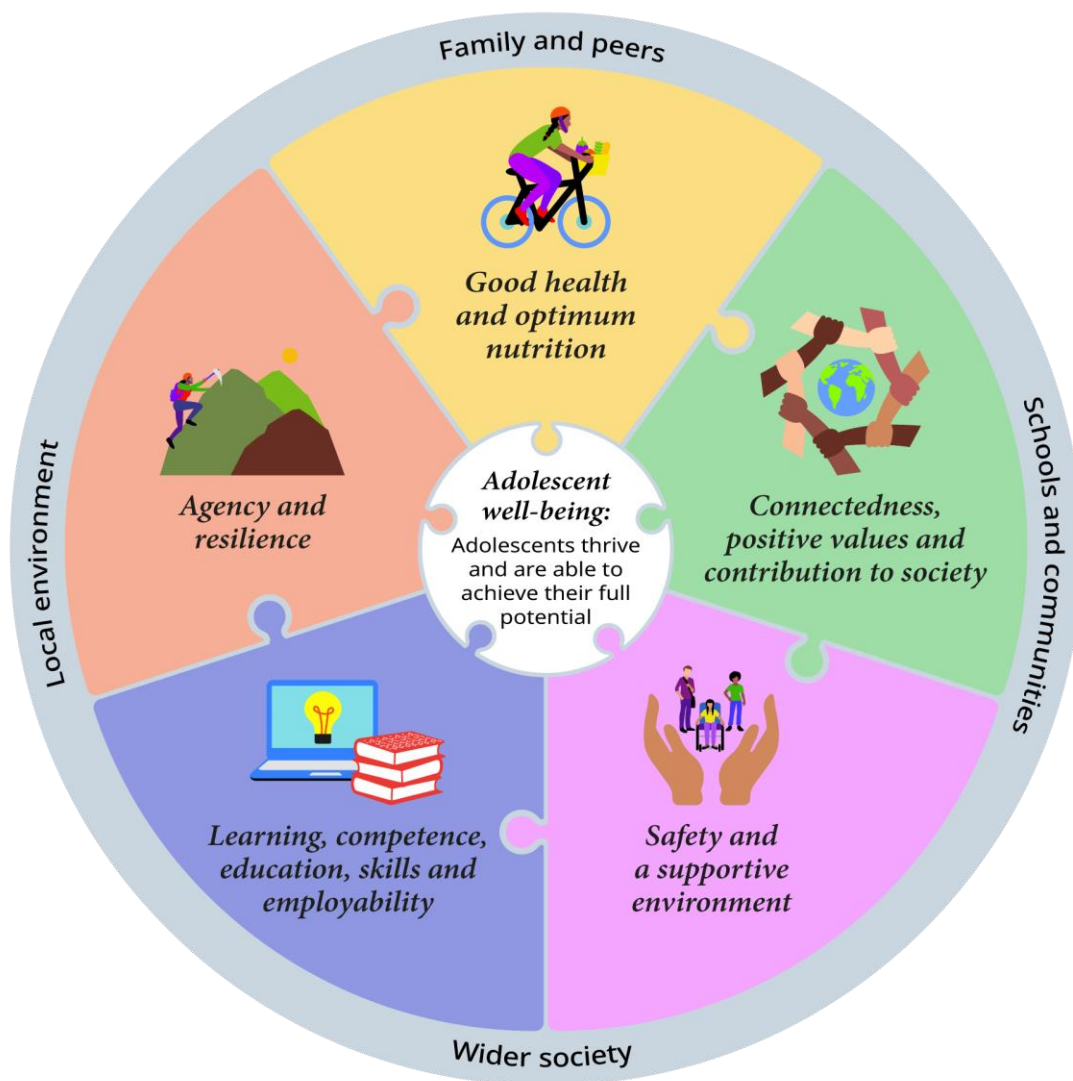 Family and peers
Good health
and optimum
nutrition
Agency and
resilience
Adolescent
well-being:
Adolescents thrive
and are able to
achieve their full
potential
Connectedness,
positive values and
contribution to society
Local environment
Schools and communities
Learning, competence,
education, skills and
employability
Safety and
a supportive
environment
Wider society